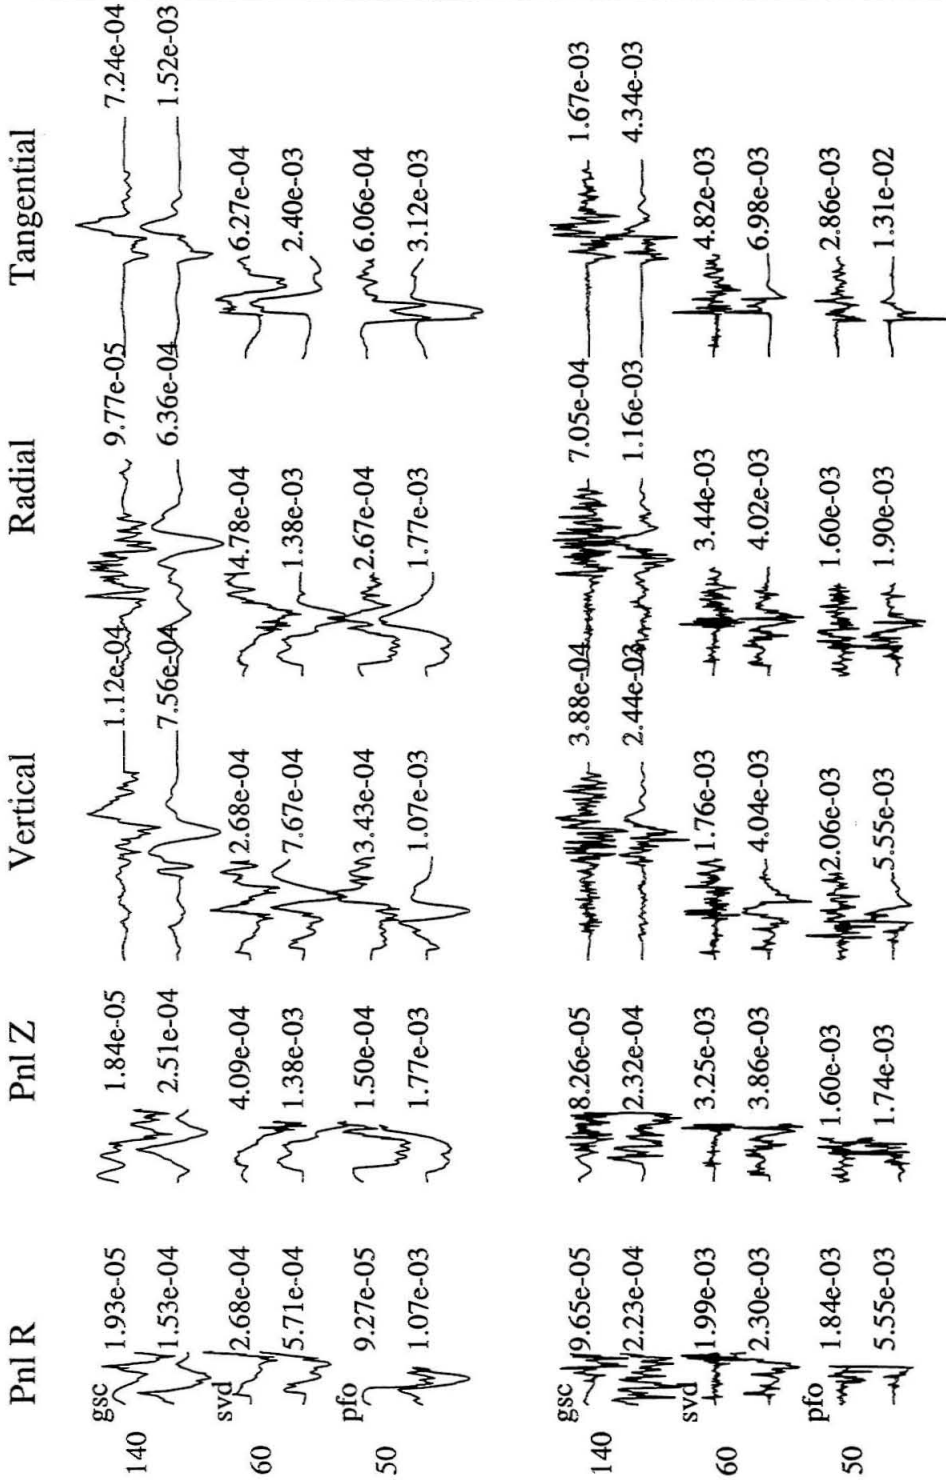 Pnl R Pnl Z Vertical Radial Tangential
gsc 1.93e-05 1.84e-05 1.12e-04 9.77e-05 7.24e-04
140 1.53e-04 2.51e-04 7.56e-04 6.36e-04 1.52e-03
svd 2.68e-04 4.09e-04 2.68e-04 4.78e-04 6.27e-04
60 5.71e-04 1.38e-03 7.67e-04 1.38e-03 2.40e-03
pfo 9.27e-05 1.50e-04 3.43e-04 2.67e-04 6.06e-04
50 1.07e-03 1.77e-03 1.07e-03 1.77e-03 3.12e-03
gsc 9.65e-05 8.26e-05 3.88e-04 7.05e-04 1.67e-03
140 2.23e-04 2.32e-04 2.44e-03 1.16e-03 4.34e-03
svd 1.99e-03 3.25e-03 1.76e-03 3.44e-03 4.82e-03
60 2.30e-03 3.86e-03 4.04e-03 4.02e-03 6.98e-03
pfo 1.84e-03 1.60e-03 2.06e-03 1.60e-03 2.86e-03
50 5.55e-03 1.74e-03 5.55e-03 1.90e-03 1.31e-02